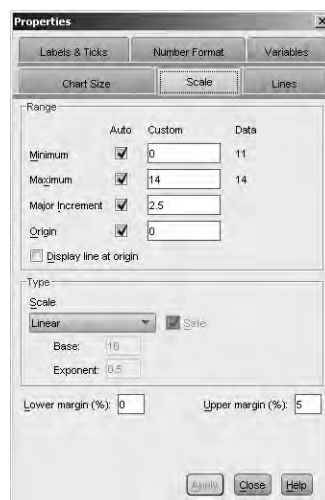 Properties
Labels & Ticks Number Format Variables
Chart Size Scale Lines
Range
Auto Custom Data
Minimum 0 11
Maximum 14 14
Major Increment 2.5
Origin 0
Display line at origin
Type
Scale
Linear Safe
Base: 10
Exponent: 0.5
Lower margin (%): 0 Upper margin (%): 5
Apply Close Help